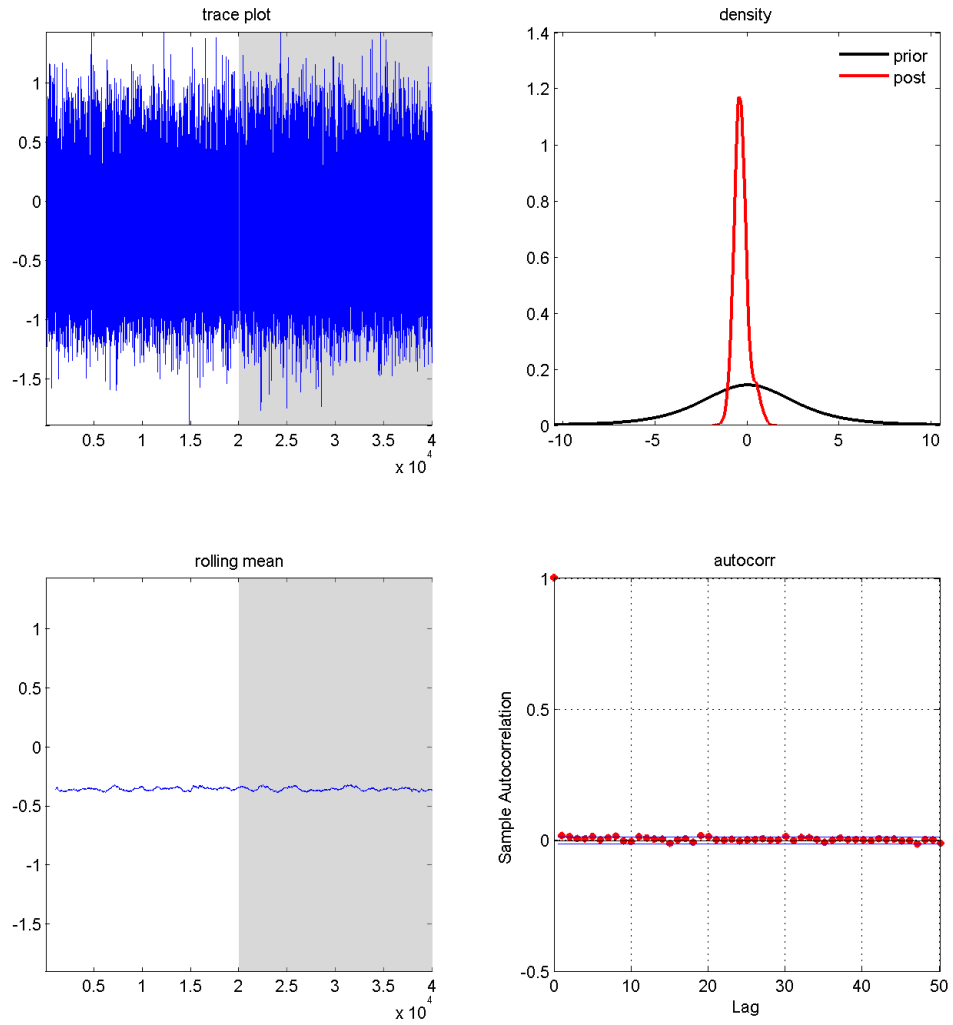 trace plot
1
0.5
0
-0.5
-1
-1.5
0.5 1 1.5 2 2.5 3 3.5 4
x 10^4
density
1.4
1.2
1
0.8
0.6
0.4
0.2
0
-10 -5 0 5 10
prior
post
rolling mean
1
0.5
0
-0.5
-1
-1.5
0.5 1 1.5 2 2.5 3 3.5 4
x 10^4
autocorr
1
0.5
0
-0.5
0 10 20 30 40 50
Sample Autocorrelation
Lag